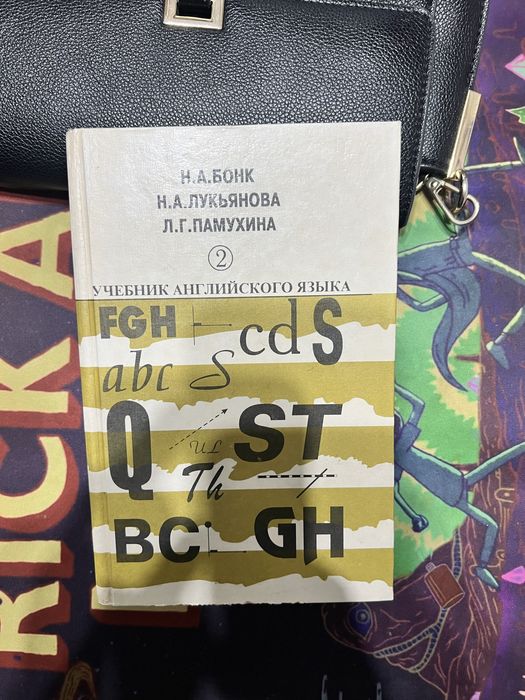 Н.А.БОНК
Н.А.ЛУКЬЯНОВА
Л.Г.ПАМУХИНА
2
УЧЕБНИК АНГЛИЙСКОГО ЯЗЫКА
FGH cd S
abc S
Q UL ST
Th
BC GH
RICK